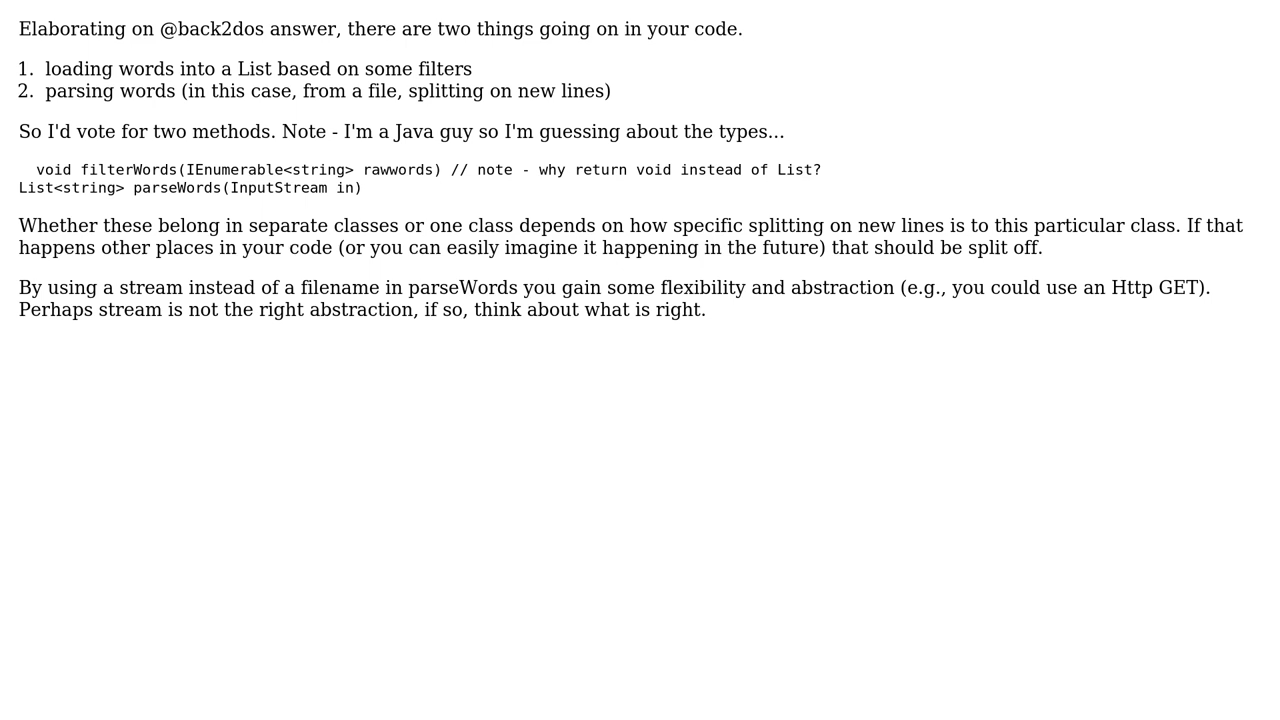 Elaborating on @back2dos answer, there are two things going on in your code.
1. loading words into a List based on some filters
2. parsing words (in this case, from a file, splitting on new lines)
So I'd vote for two methods. Note - I'm a Java guy so I'm guessing about the types...
void filterWords(IEnumerable<string> rawwords) // note - why return void instead of List?
List<string> parseWords(InputStream in)
Whether these belong in separate classes or one class depends on how specific splitting on new lines is to this particular class. If that
happens other places in your code (or you can easily imagine it happening in the future) that should be split off.
By using a stream instead of a filename in parseWords you gain some flexibility and abstraction (e.g., you could use an Http GET).
Perhaps stream is not the right abstraction, if so, think about what is right.